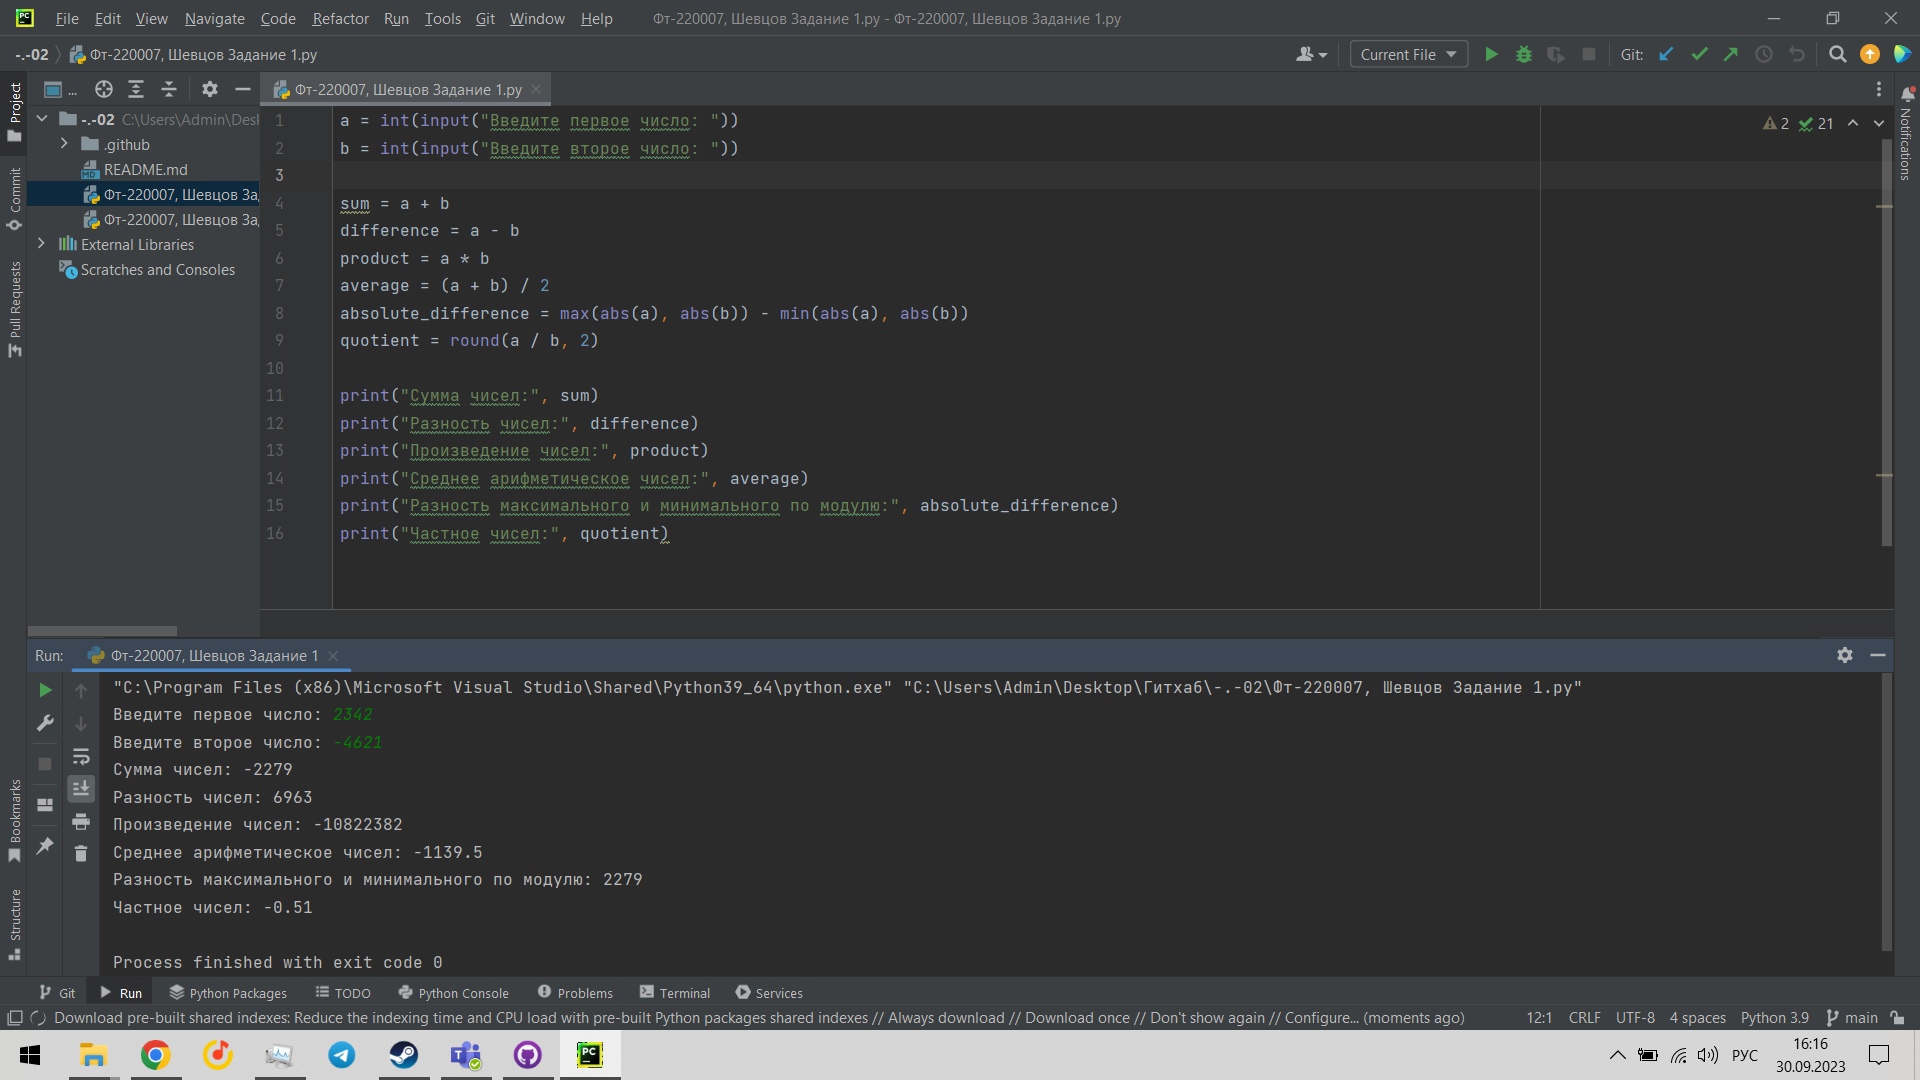 File Edit View Navigate Code Refactor Run Tools Git Window Help Фт-220007, Шевцов Задание 1.py - Фт-220007, Шевцов Задание 1.py
-.-02 Фт-220007, Шевцов Задание 1.py Current File Git:
... Фт-220007, Шевцов Задание 1.py
Project
Commit
Pull Requests
Bookmarks
Structure
Notifications
-.-02 C:\Users\Admin\Desl
.github
README.md
Фт-220007, Шевцов За
Фт-220007, Шевцов За
External Libraries
Scratches and Consoles
2 21
1 a = int(input("Введите первое число: "))
2 b = int(input("Введите второе число: "))
3
4 sum = a + b
5 difference = a - b
6 product = a * b
7 average = (a + b) / 2
8 absolute_difference = max(abs(a), abs(b)) - min(abs(a), abs(b))
9 quotient = round(a / b, 2)
10
11 print("Сумма чисел:", sum)
12 print("Разность чисел:", difference)
13 print("Произведение чисел:", product)
14 print("Среднее арифметическое чисел:", average)
15 print("Разность максимального и минимального по модулю:", absolute_difference)
16 print("Частное чисел:", quotient)
Run: Фт-220007, Шевцов Задание 1
"C:\Program Files (x86)\Microsoft Visual Studio\Shared\Python39_64\python.exe" "C:\Users\Admin\Desktop\Гитхаб\-.-02\Фт-220007, Шевцов Задание 1.py"
Введите первое число: 2342
Введите второе число: -4621
Сумма чисел: -2279
Разность чисел: 6963
Произведение чисел: -10822382
Среднее арифметическое чисел: -1139.5
Разность максимального и минимального по модулю: 2279
Частное чисел: -0.51
Process finished with exit code 0
Git Run Python Packages TODO Python Console Problems Terminal Services
Download pre-built shared indexes: Reduce the indexing time and CPU load with pre-built Python packages shared indexes // Always download // Download once // Don't show again // Configure... (moments ago) 12:1 CRLF UTF-8 4 spaces Python 3.9 main
РУС 16:16
30.09.2023